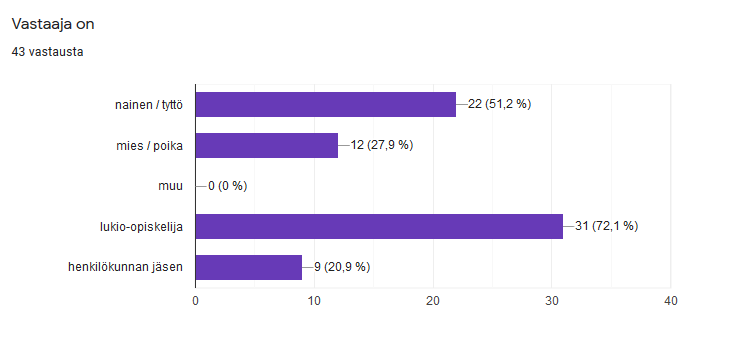 Vastaaja on
43 vastausta
nainen / tyttö 22 (51,2 %)
mies / poika 12 (27,9 %)
muu 0 (0 %)
lukio-opiskelija 31 (72,1 %)
henkilökunnan jäsen 9 (20,9 %)
0 10 20 30 40